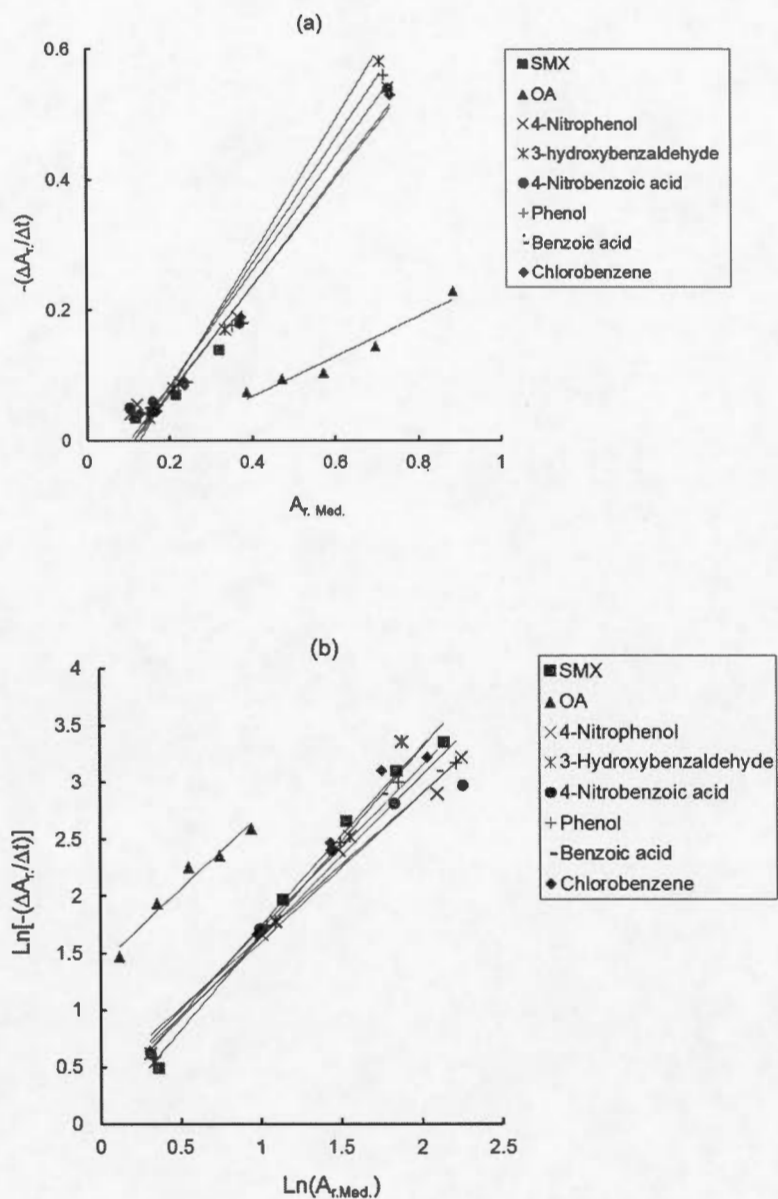 (a)
0.6
0.4
0.2
0
-(ΔAr./Δt)
0 0.2 0.4 0.6 0.8 1
Ar. Med.
SMX
OA
4-Nitrophenol
3-hydroxybenzaldehyde
4-Nitrobenzoic acid
Phenol
Benzoic acid
Chlorobenzene
(b)
4
3.5
3
2.5
2
1.5
1
0.5
0
Ln[-(ΔAr./Δt)]
0 0.5 1 1.5 2 2.5
Ln(Ar.Med.)
SMX
OA
4-Nitrophenol
3-Hydroxybenzaldehyde
4-Nitrobenzoic acid
Phenol
Benzoic acid
Chlorobenzene